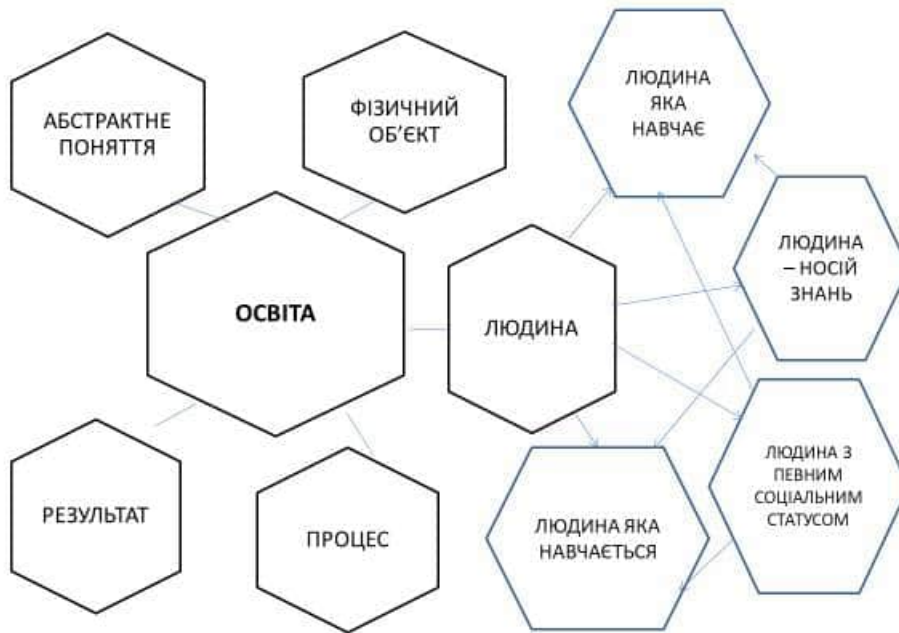 АБСТРАКТНЕ
ПОНЯТТЯ
ФІЗИЧНИЙ
ОБ’ЄКТ
ЛЮДИНА
ЯКА
НАВЧАЄ
ЛЮДИНА
– НОСІЙ
ЗНАНЬ
ОСВІТА
ЛЮДИНА
РЕЗУЛЬТАТ
ПРОЦЕС
ЛЮДИНА ЯКА
НАВЧАЄТЬСЯ
ЛЮДИНА З
ПЕВНИМ
СОЦІАЛЬНИМ
СТАТУСОМ